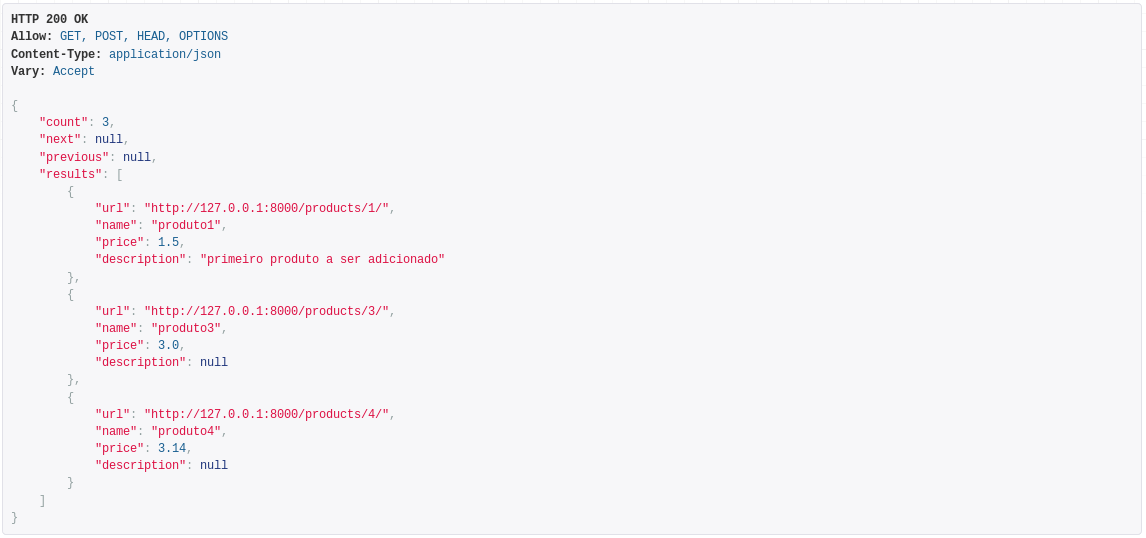 HTTP 200 OK
Allow: GET, POST, HEAD, OPTIONS
Content-Type: application/json
Vary: Accept

{
    "count": 3,
    "next": null,
    "previous": null,
    "results": [
        {
            "url": "http://127.0.0.1:8000/products/1/",
            "name": "produto1",
            "price": 1.5,
            "description": "primeiro produto a ser adicionado"
        },
        {
            "url": "http://127.0.0.1:8000/products/3/",
            "name": "produto3",
            "price": 3.0,
            "description": null
        },
        {
            "url": "http://127.0.0.1:8000/products/4/",
            "name": "produto4",
            "price": 3.14,
            "description": null
        }
    ]
}